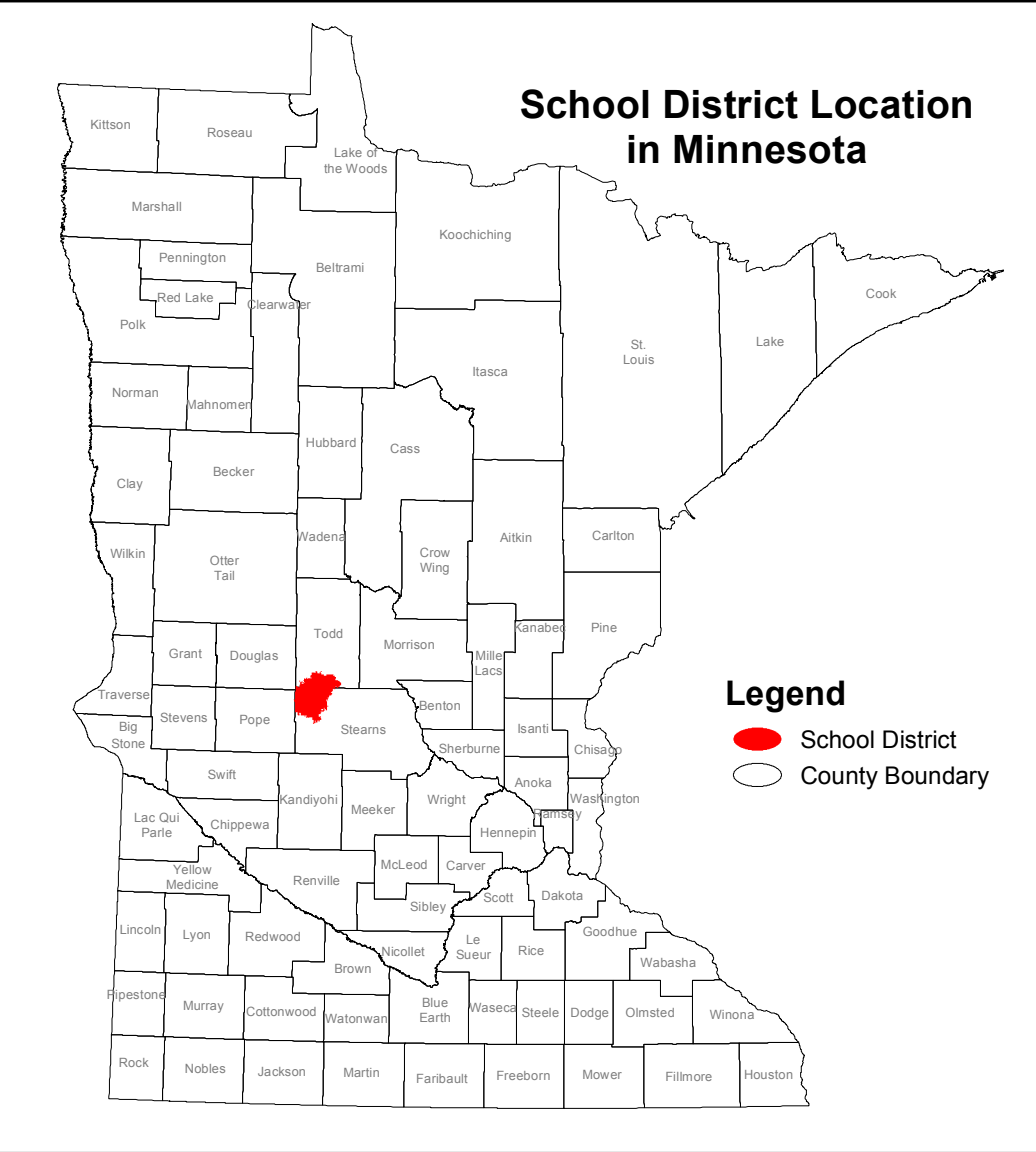 School District Location
in Minnesota
Kittson
Roseau
Lake of
the Woods
Marshall
Koochiching
Pennington
Beltrami
Red Lake
Clearwater
Cook
Polk
St.
Louis
Lake
Itasca
Norman
Mahnomen
Hubbard
Cass
Becker
Clay
Wadena
Aitkin
Carlton
Wilkin
Crow
Wing
Otter
Tail
Todd
Kanabec
Pine
Morrison
Grant
Douglas
Mille
Lacs
Traverse
Benton
Stevens
Pope
Stearns
Isanti
Big
Stone
Sherburne
Chisago
Legend
School District
County Boundary
Swift
Anoka
Kandiyohi
Wright
Washington
Meeker
Ramsey
Lac Qui
Parle
Chippewa
Hennepin
McLeod
Carver
Yellow
Medicine
Renville
Scott
Dakota
Sibley
Lincoln
Lyon
Redwood
Goodhue
Le
Sueur
Rice
Nicollet
Wabasha
Brown
Pipestone
Murray
Cottonwood
Watonwan
Blue
Earth
Waseca
Steele
Dodge
Olmsted
Winona
Rock
Nobles
Jackson
Martin
Faribault
Freeborn
Mower
Fillmore
Houston